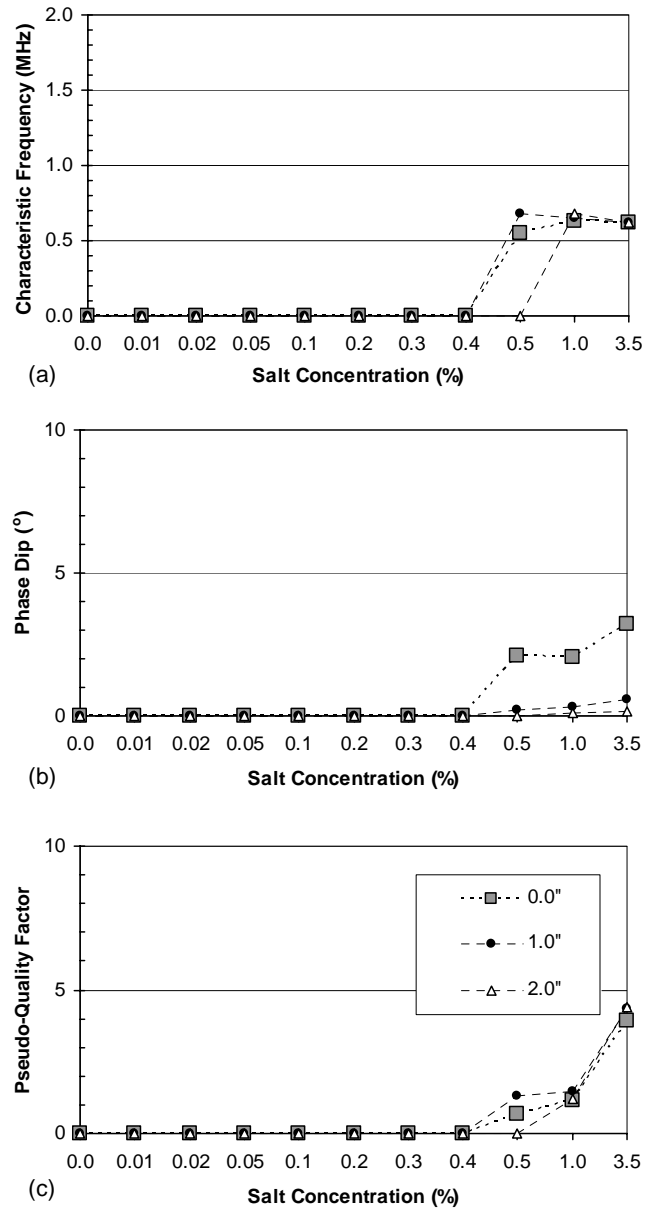 2.0
1.5
1.0
0.5
0.0
Characteristic Frequency (MHz)
0.0 0.01 0.02 0.05 0.1 0.2 0.3 0.4 0.5 1.0 3.5
Salt Concentration (%)
(a)
10
5
0
Phase Dip (°)
0.0 0.01 0.02 0.05 0.1 0.2 0.3 0.4 0.5 1.0 3.5
Salt Concentration (%)
(b)
10
5
0
Pseudo-Quality Factor
0.0"
1.0"
2.0"
0.0 0.01 0.02 0.05 0.1 0.2 0.3 0.4 0.5 1.0 3.5
Salt Concentration (%)
(c)